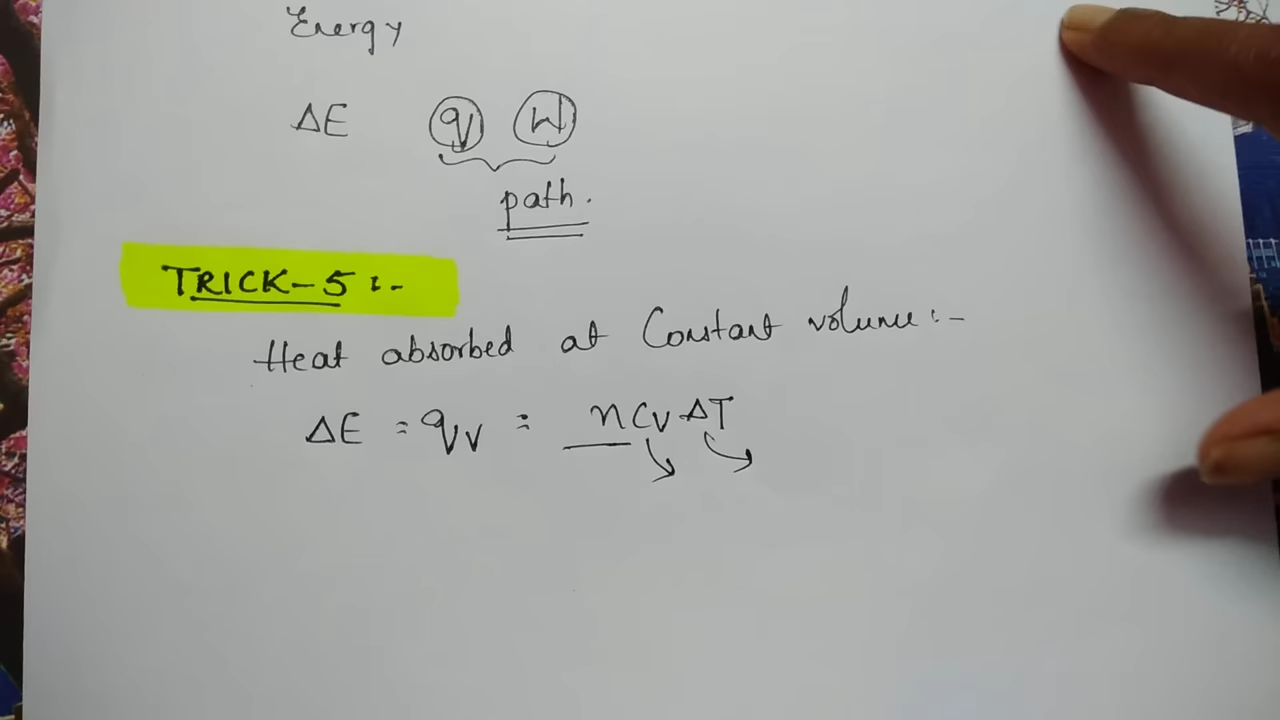 Energy
ΔE q W
path.
TRICK-5:-
Heat absorbed at Constant volume:-
ΔE = qv = nCvΔT